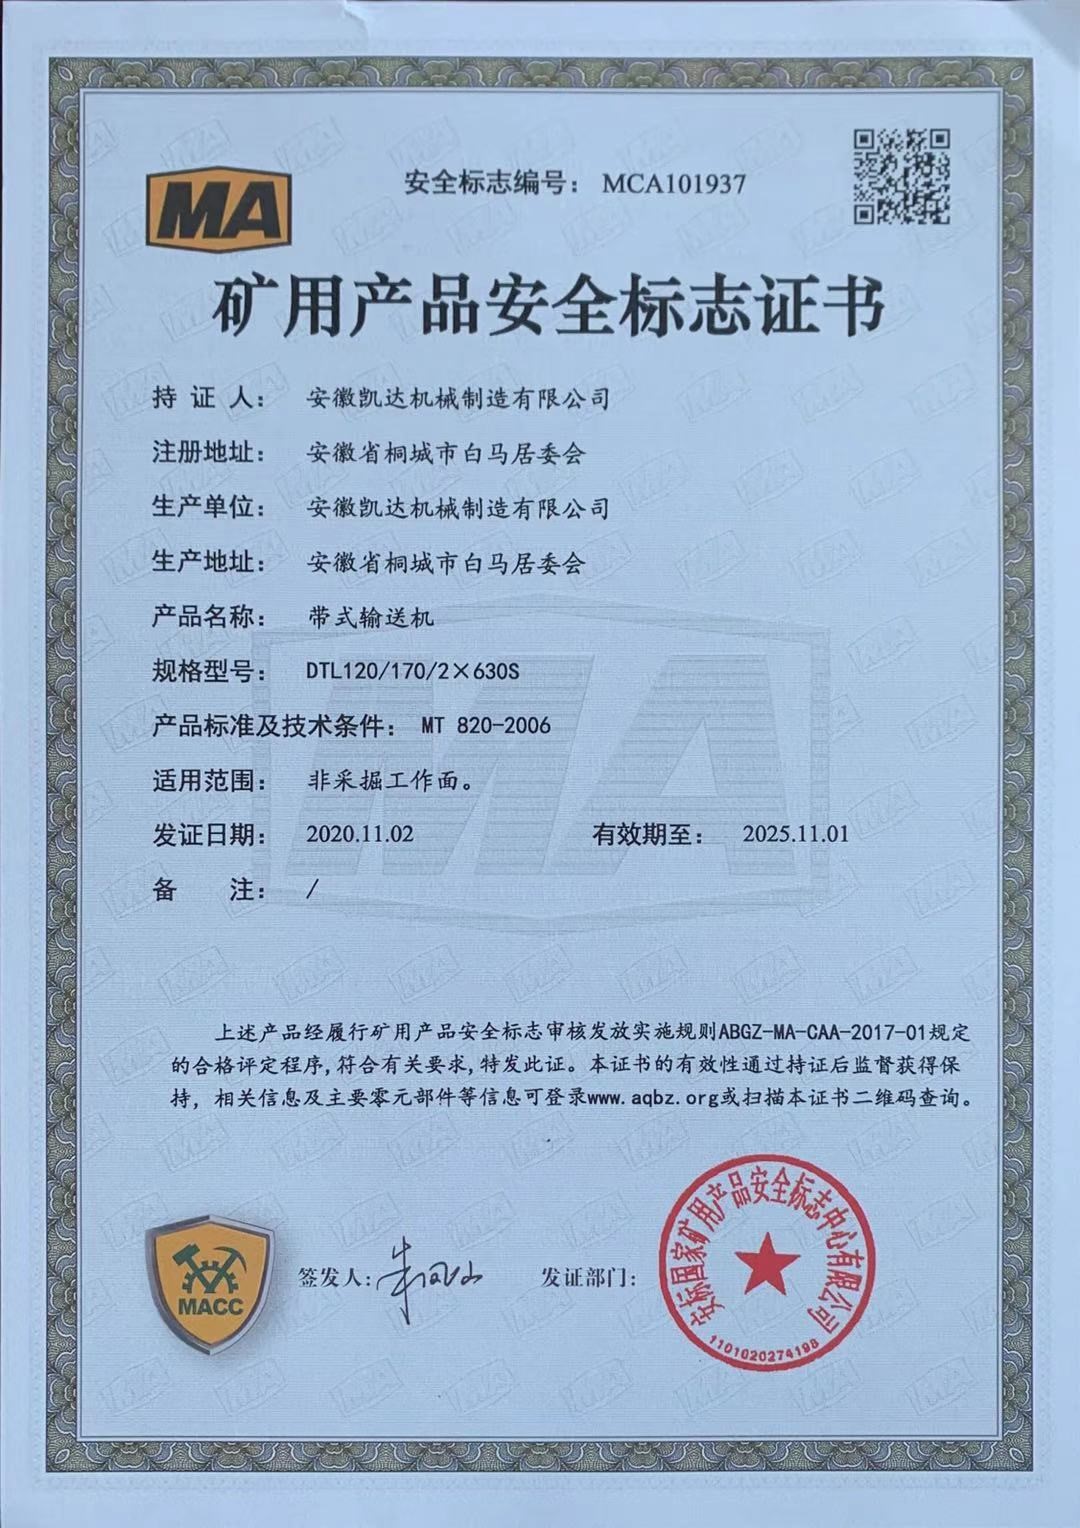 MA
安全标志编号： MCA101937
矿用产品安全标志证书
持 证 人： 安徽凯达机械制造有限公司
注册地址： 安徽省桐城市白马居委会
生产单位： 安徽凯达机械制造有限公司
生产地址： 安徽省桐城市白马居委会
产品名称： 带式输送机
规格型号： DTL120/170/2×630S
产品标准及技术条件： MT 820-2006
适用范围： 非采掘工作面。
发证日期： 2020.11.02 有效期至： 2025.11.01
备 注： /
上述产品经履行矿用产品安全标志审核发放实施规则ABGZ-MA-CAA-2017-01规定
的合格评定程序,符合有关要求,特发此证。本证书的有效性通过持证后监督获得保
持，相关信息及主要零元部件等信息可登录www.aqbz.org或扫描本证书二维码查询。
MACC
签发人: 发证部门:
安标国家矿用产品安全标志中心有限公司
1101020274198